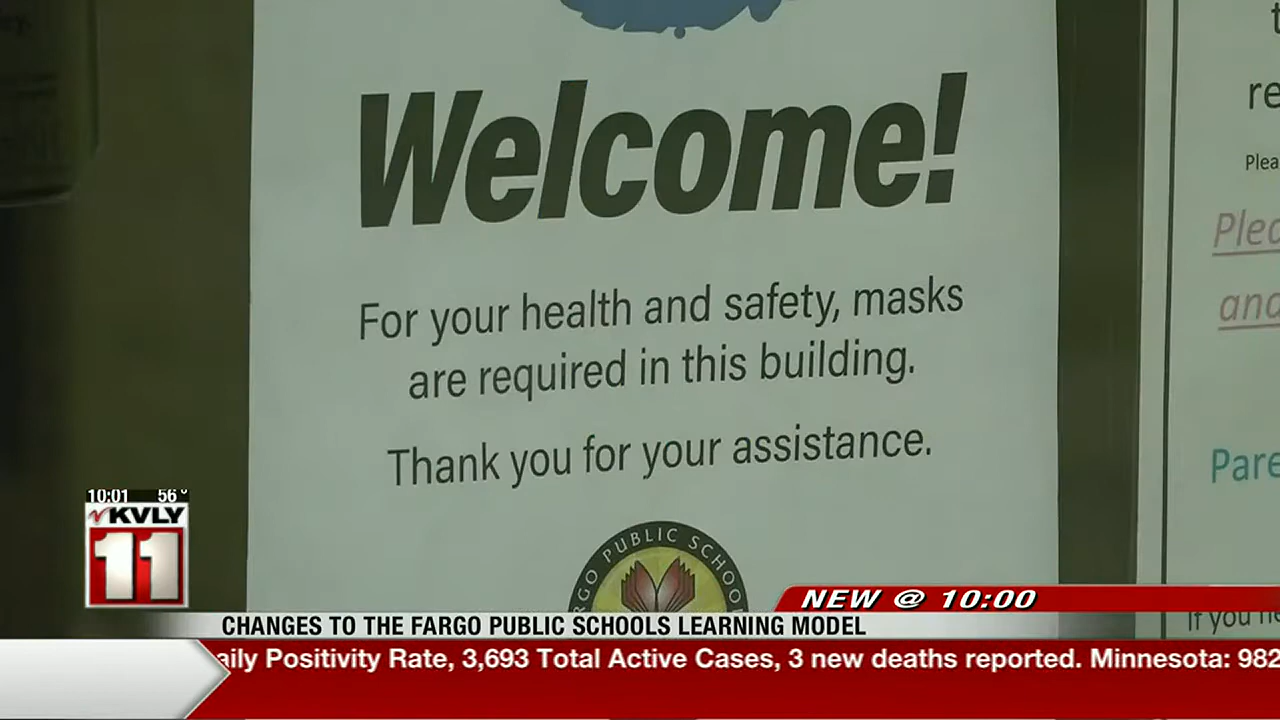 Welcome!
For your health and safety, masks
are required in this building.
Thank you for your assistance.
PUBLIC SCHOOL
10:01 56°
KVLY
11
NEW @ 10:00
CHANGES TO THE FARGO PUBLIC SCHOOLS LEARNING MODEL
Positivity Rate, 3,693 Total Active Cases, 3 new deaths reported. Minnesota: 982
re
Plea
and
Pare
If you